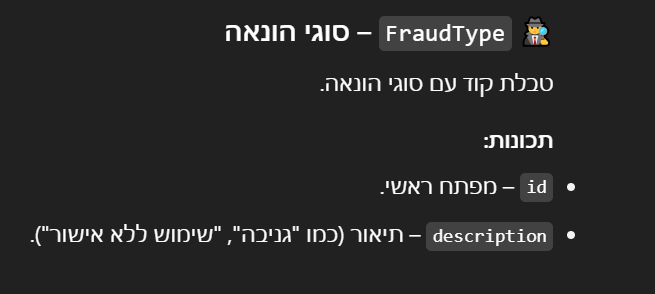 🕵️ FraudType – סוגי הונאה
טבלת קוד עם סוגי הונאה.
תכונות:
• id – מפתח ראשי.
• description – תיאור (כמו "גניבה", "שימוש ללא אישור").